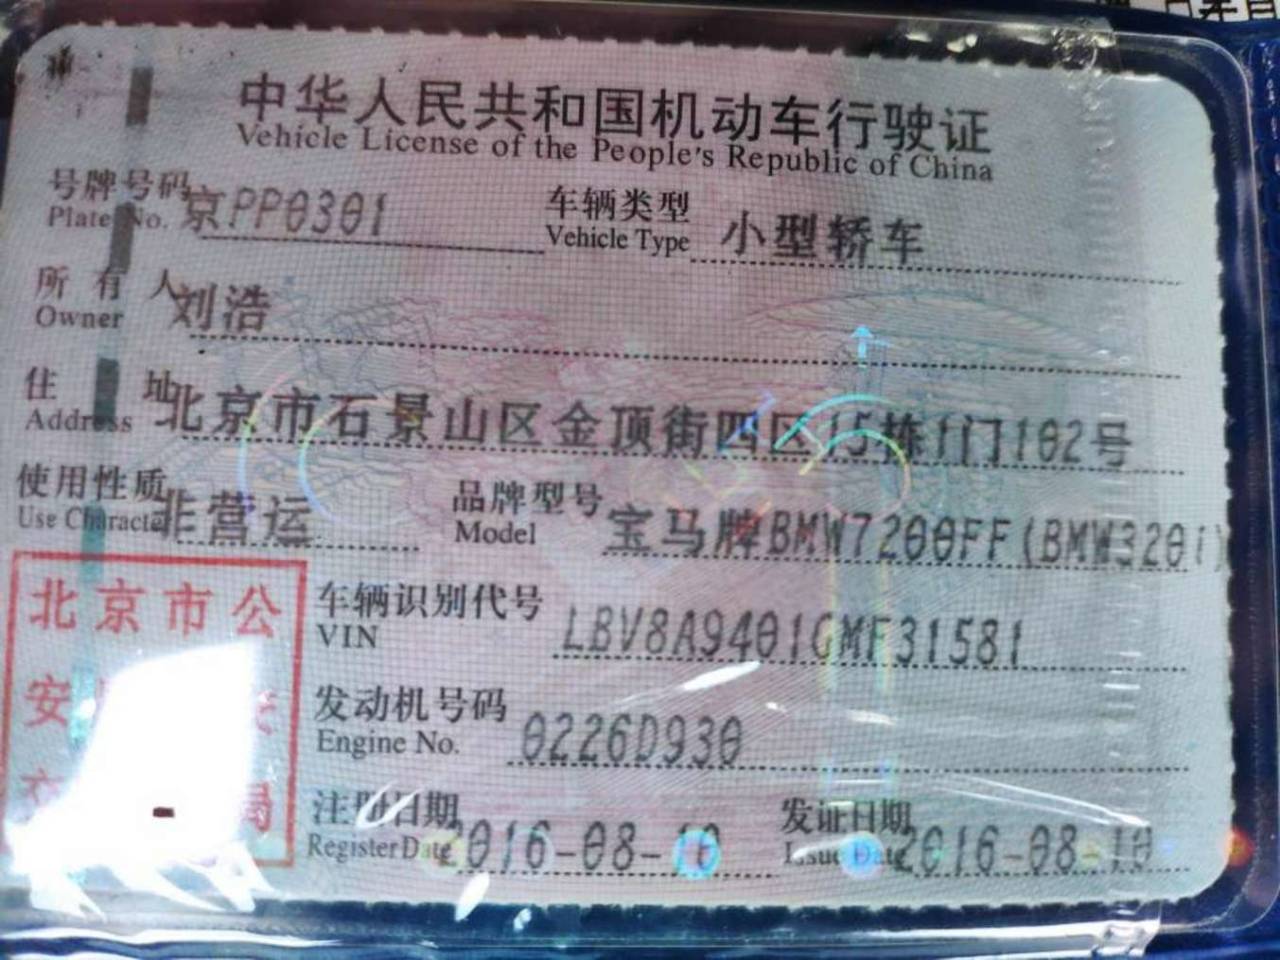 中华人民共和国机动车行驶证
Vehicle License of the People's Republic of China
号牌号码 京PP0301 车辆类型 小型轿车
Plate No. Vehicle Type
所有人 刘浩
Owner
住址 北京市石景山区金顶街四区15栋1门102号
Address
使用性质 非营运 品牌型号 宝马牌BMW7200FF(BMW320i)
Use Character Model
北京市公
安
交 局
车辆识别代号 LBV8A9401GMF31581
VIN
发动机号码 0226D930
Engine No.
注册日期 2016-08-10 发证日期 2016-08-10
Register Date Issue Date